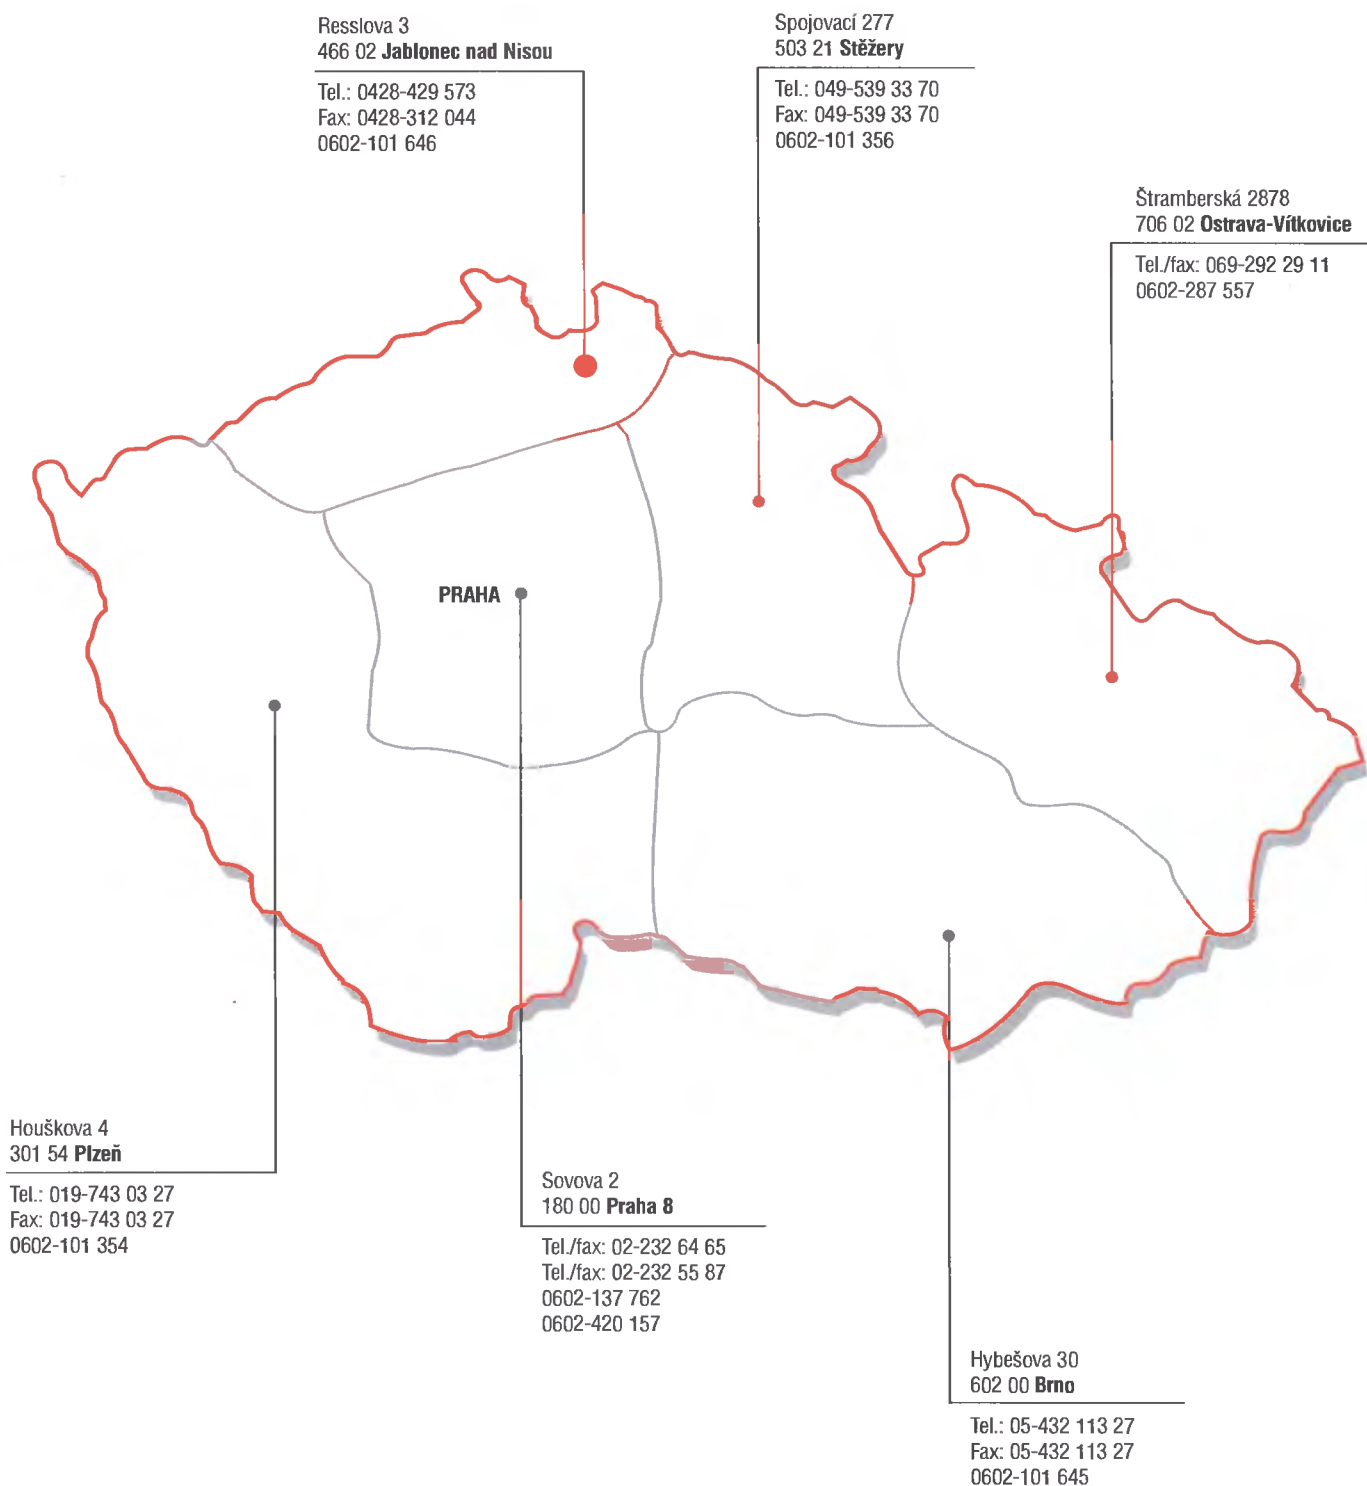 Resslova 3
466 02 Jablonec nad Nisou
Tel.: 0428-429 573
Fax: 0428-312 044
0602-101 646
Spojovací 277
503 21 Stěžery
Tel.: 049-539 33 70
Fax: 049-539 33 70
0602-101 356
Štramberská 2878
706 02 Ostrava-Vítkovice
Tel./fax: 069-292 29 11
0602-287 557
PRAHA
Houškova 4
301 54 Plzeň
Tel.: 019-743 03 27
Fax: 019-743 03 27
0602-101 354
Sovova 2
180 00 Praha 8
Tel./fax: 02-232 64 65
Tel./fax: 02-232 55 87
0602-137 762
0602-420 157
Hybešova 30
602 00 Brno
Tel.: 05-432 113 27
Fax: 05-432 113 27
0602-101 645